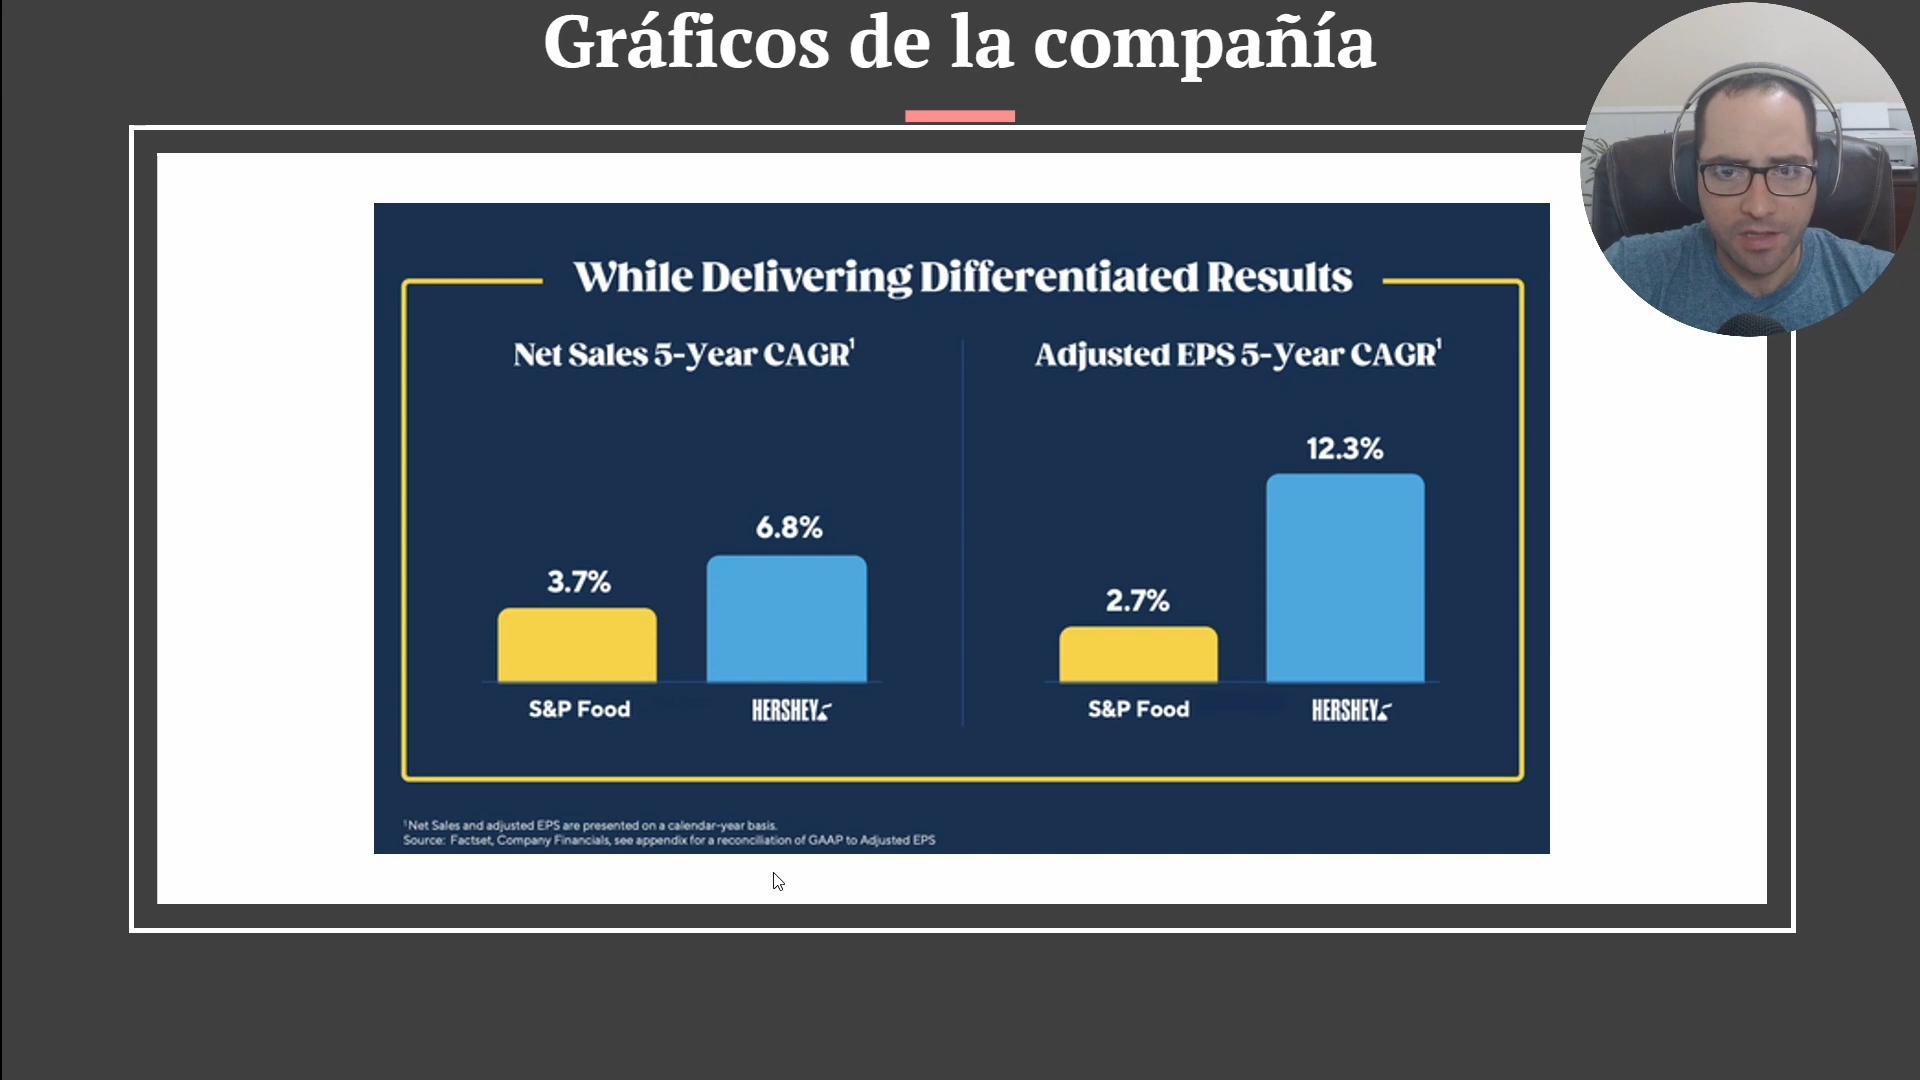 Gráficos de la compañía
While Delivering Differentiated Results
Net Sales 5-Year CAGR¹
Adjusted EPS 5-Year CAGR¹
3.7%
6.8%
2.7%
12.3%
S&P Food
HERSHEY
S&P Food
HERSHEY
¹Net Sales and adjusted EPS are presented on a calendar-year basis.
Source: Factset, Company Financials, see appendix for a reconciliation of GAAP to Adjusted EPS